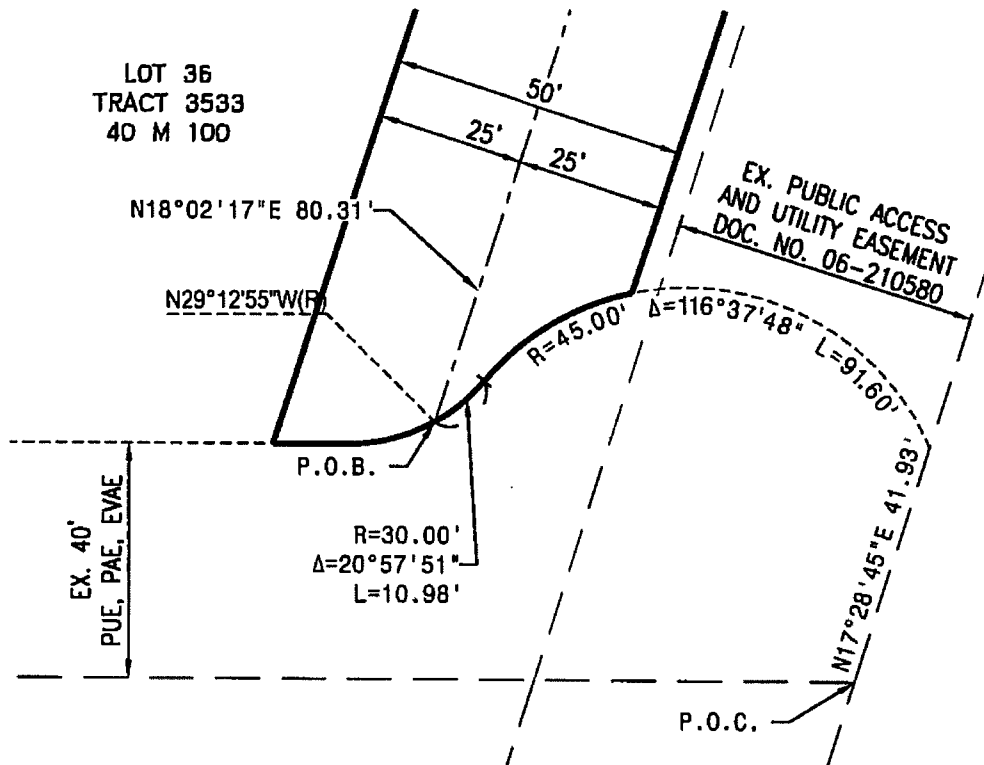 LOT 36
TRACT 3533
40 M 100
50'
25'
25'
N18°02'17"E 80.31'
N29°12'55"W(R)
EX. PUBLIC ACCESS
AND UTILITY EASEMENT
DOC. NO. 06-210580
R=45.00'
Δ=116°37'48"
L=91.60'
P.O.B.
R=30.00'
Δ=20°57'51"
L=10.98'
EX. 40'
PUE, PAE, EVAE
N17°28'45"E 41.93'
P.O.C.